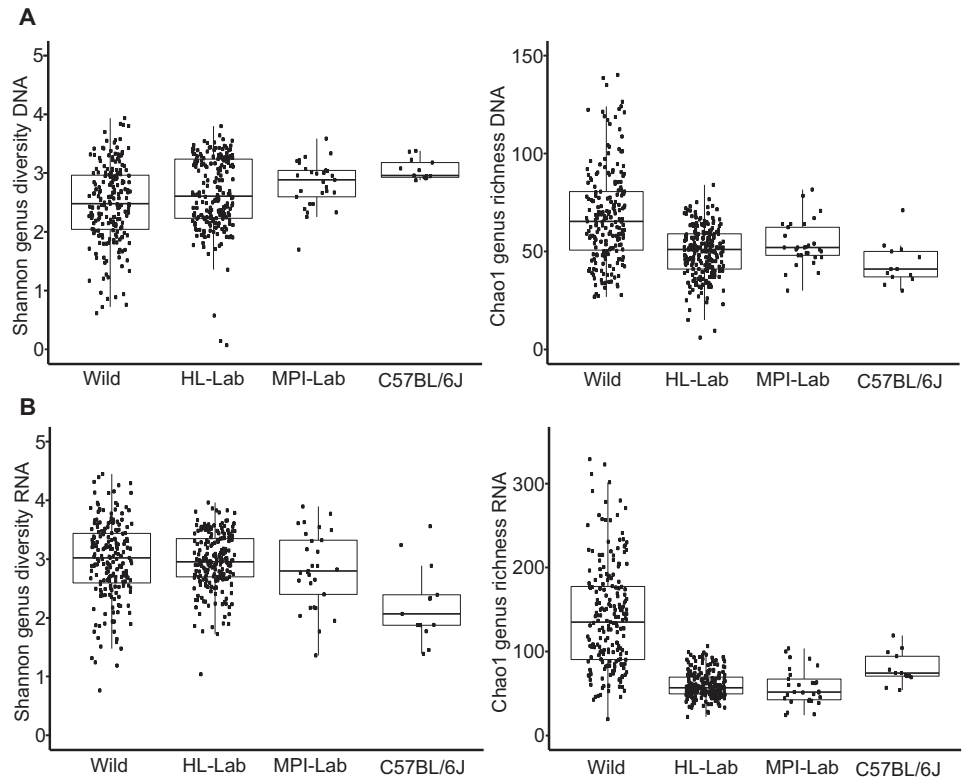 A
Shannon genus diversity DNA
5
4
3
2
1
0
Wild
HL-Lab
MPI-Lab
C57BL/6J
Chao1 genus richness DNA
150
100
50
0
Wild
HL-Lab
MPI-Lab
C57BL/6J
B
Shannon genus diversity RNA
5
4
3
2
1
0
Wild
HL-Lab
MPI-Lab
C57BL/6J
Chao1 genus richness RNA
300
200
100
0
Wild
HL-Lab
MPI-Lab
C57BL/6J